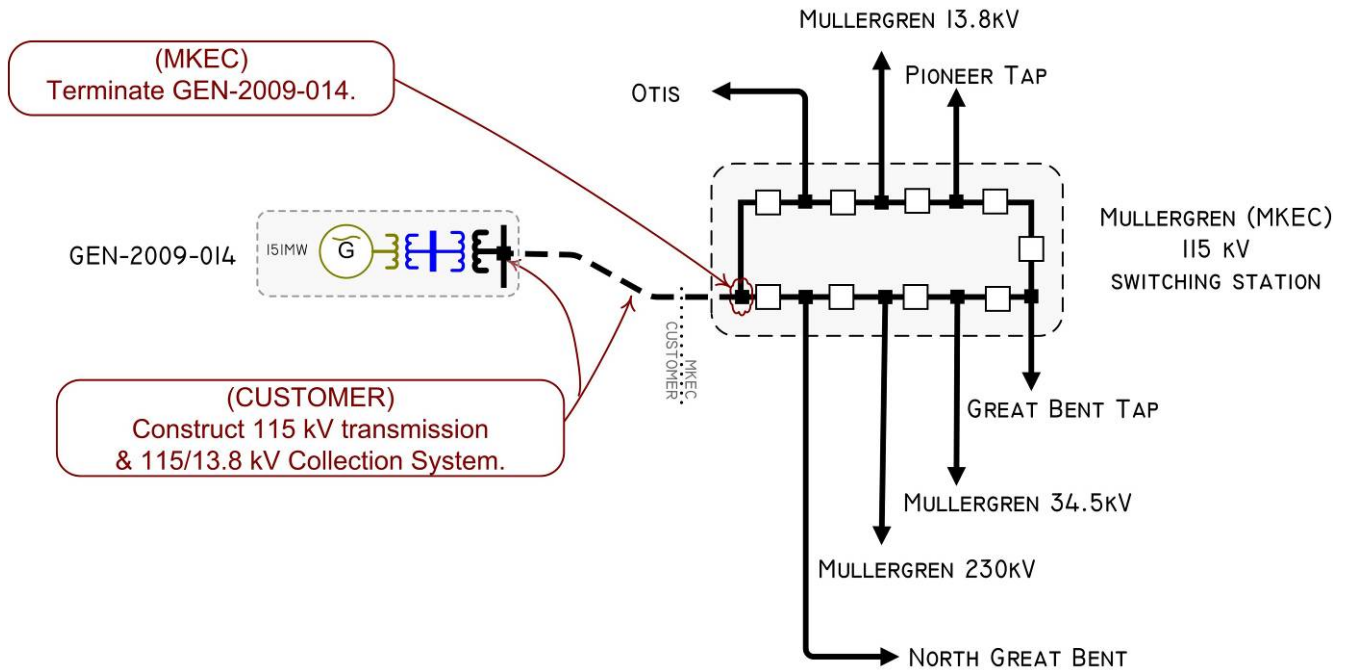 MULLERGREN 13.8KV
(MKEC)
Terminate GEN-2009-014.
PIONEER TAP
OTIS
GEN-2009-014
151MW
G
MULLERGREN (MKEC)
115 KV
SWITCHING STATION
CUSTOMER
MKEC
(CUSTOMER)
Construct 115 kV transmission
& 115/13.8 kV Collection System.
GREAT BENT TAP
MULLERGREN 34.5KV
MULLERGREN 230KV
NORTH GREAT BENT